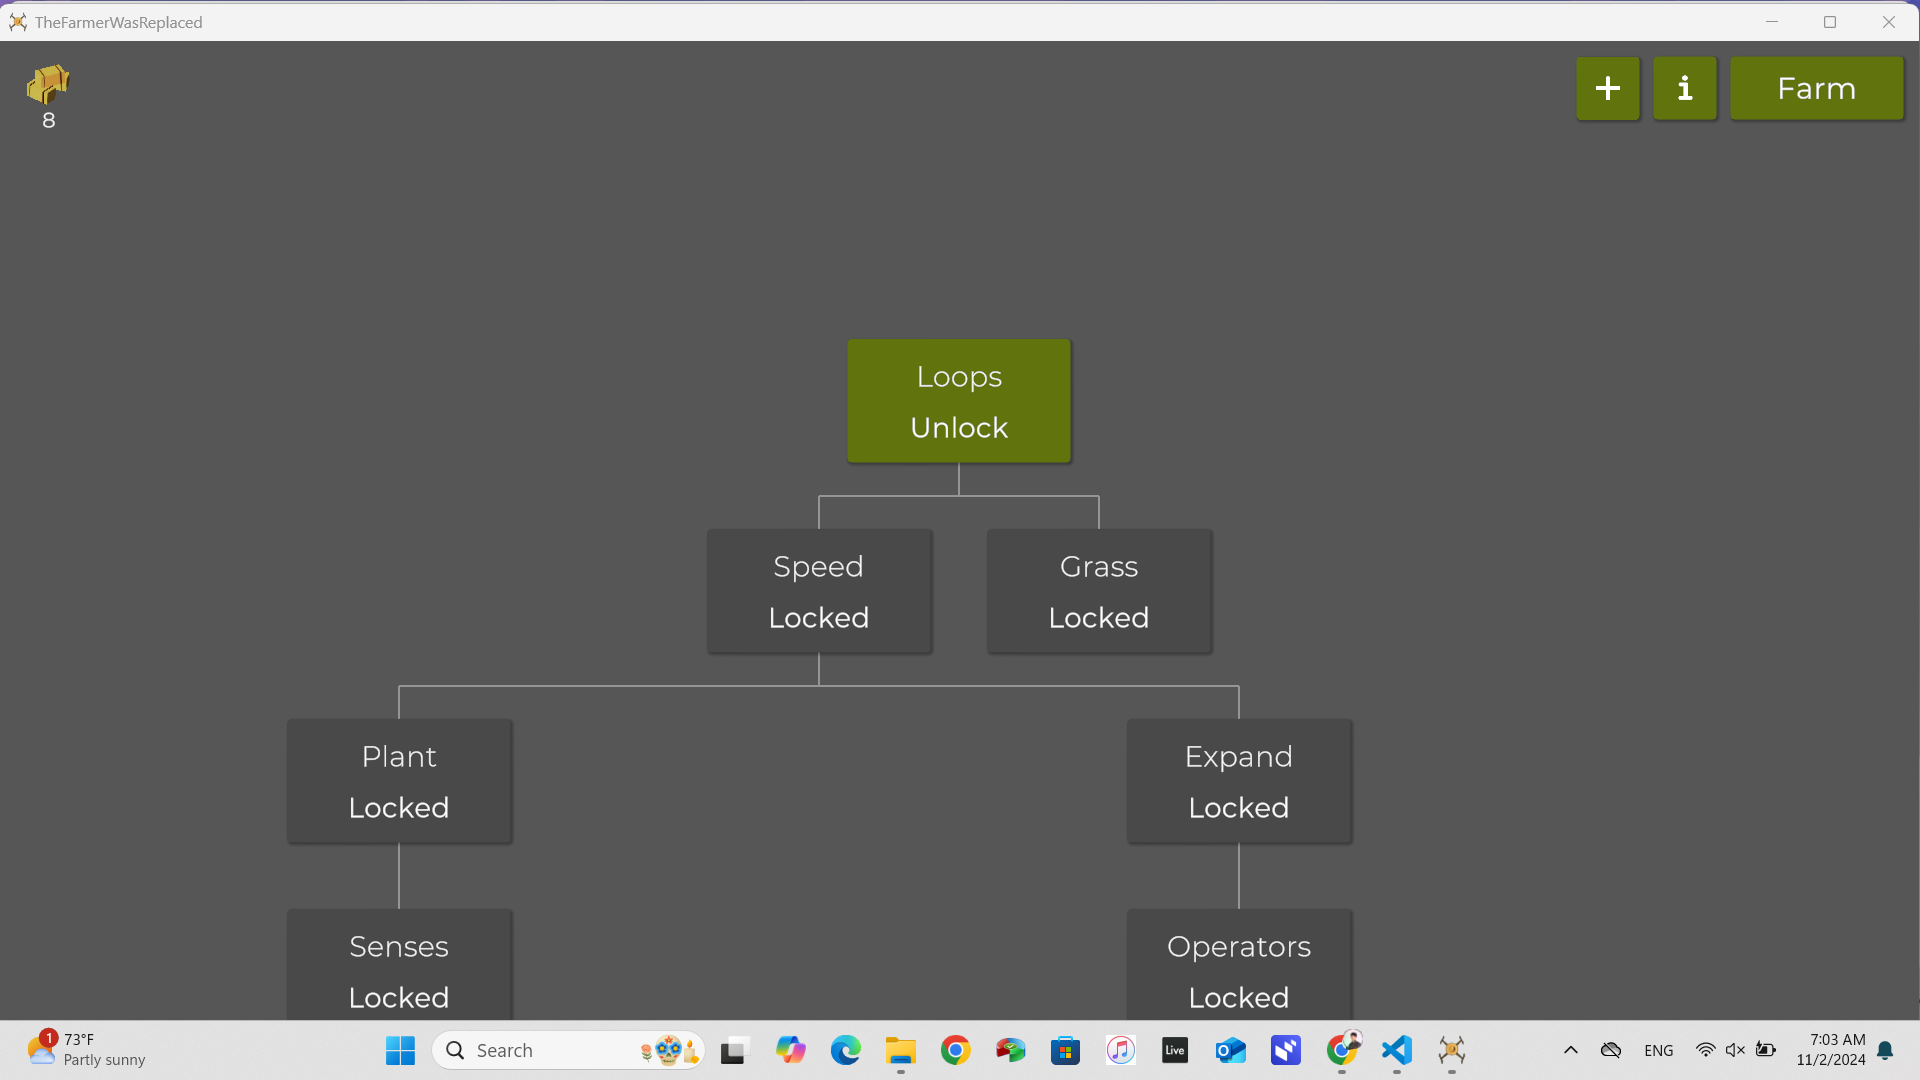 TheFarmerWasReplaced
8
+
i
Farm
Loops
Unlock
Speed
Locked
Grass
Locked
Plant
Locked
Expand
Locked
Senses
Locked
Operators
Locked
1
73°F
Partly sunny
Search
Live
ENG
7:03 AM
11/2/2024